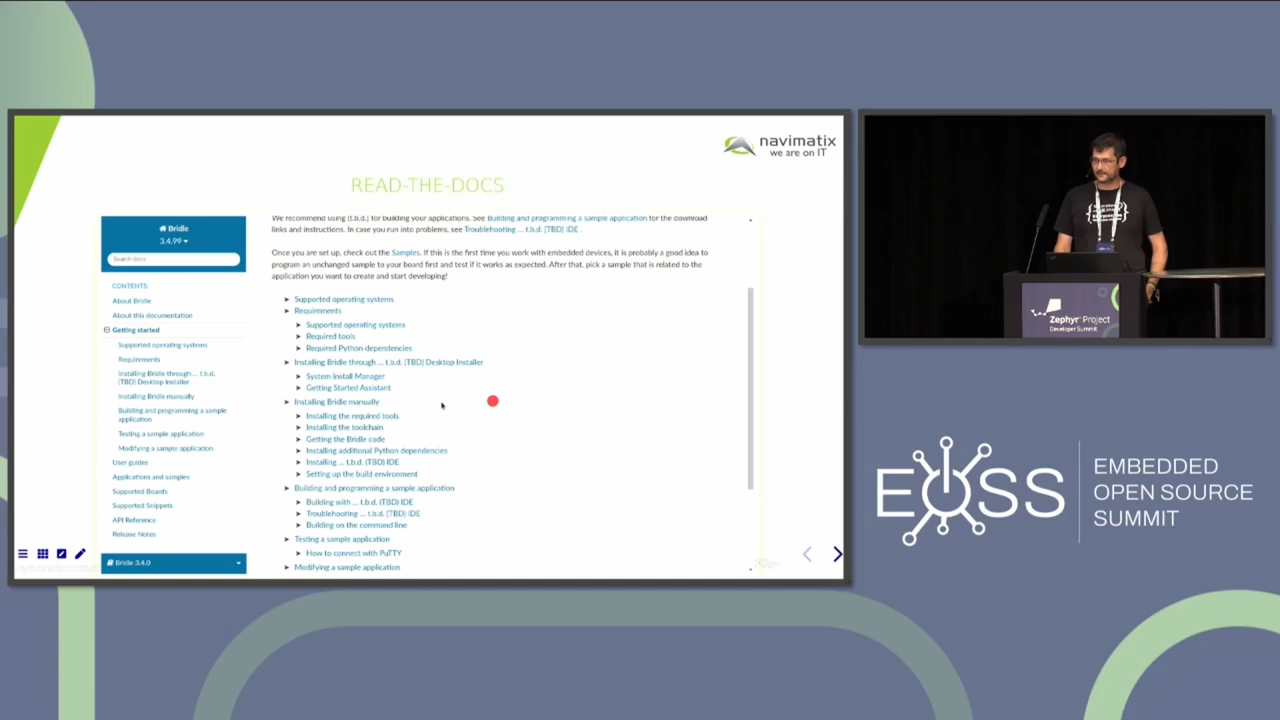 navimatix
we are on IT
READ-THE-DOCS
Bridle
3.4.99
Search docs
CONTENTS:
About Bridle
About this documentation
Getting started
Supported operating systems
Requirements
Installing Bridle through ... t.b.d.
(TBD) Desktop Installer
Installing Bridle manually
Building and programming a sample
application
Testing a sample application
Modifying a sample application
User guides
Applications and samples
Supported Boards
Supported Snippets
API Reference
Release Notes
Bridle 3.4.0
We recommend using (t.b.d.) for building your applications. See Building and programming a sample application for the download
links and instructions. In case you run into problems, see Troubleshooting ... t.b.d. (TBD) IDE .
Once you are set up, check out the Samples. If this is the first time you work with embedded devices, it is probably a good idea to
program an unchanged sample to your board first and test if it works as expected. After that, pick a sample that is related to the
application you want to create and start developing!
Supported operating systems
Requirements
Supported operating systems
Required tools
Required Python dependencies
Installing Bridle through ... t.b.d. (TBD) Desktop Installer
System Install Manager
Getting Started Assistant
Installing Bridle manually
Installing the required tools
Installing the toolchain
Getting the Bridle code
Installing additional Python dependencies
Installing ... t.b.d. (TBD) IDE
Setting up the build environment
Building and programming a sample application
Building with ... t.b.d. (TBD) IDE
Troubleshooting ... t.b.d. (TBD) IDE
Building on the command line
Testing a sample application
How to connect with PuTTY
Modifying a sample application
Zephyr® Project
Developer Summit
EOSS
EMBEDDED
OPEN SOURCE
SUMMIT